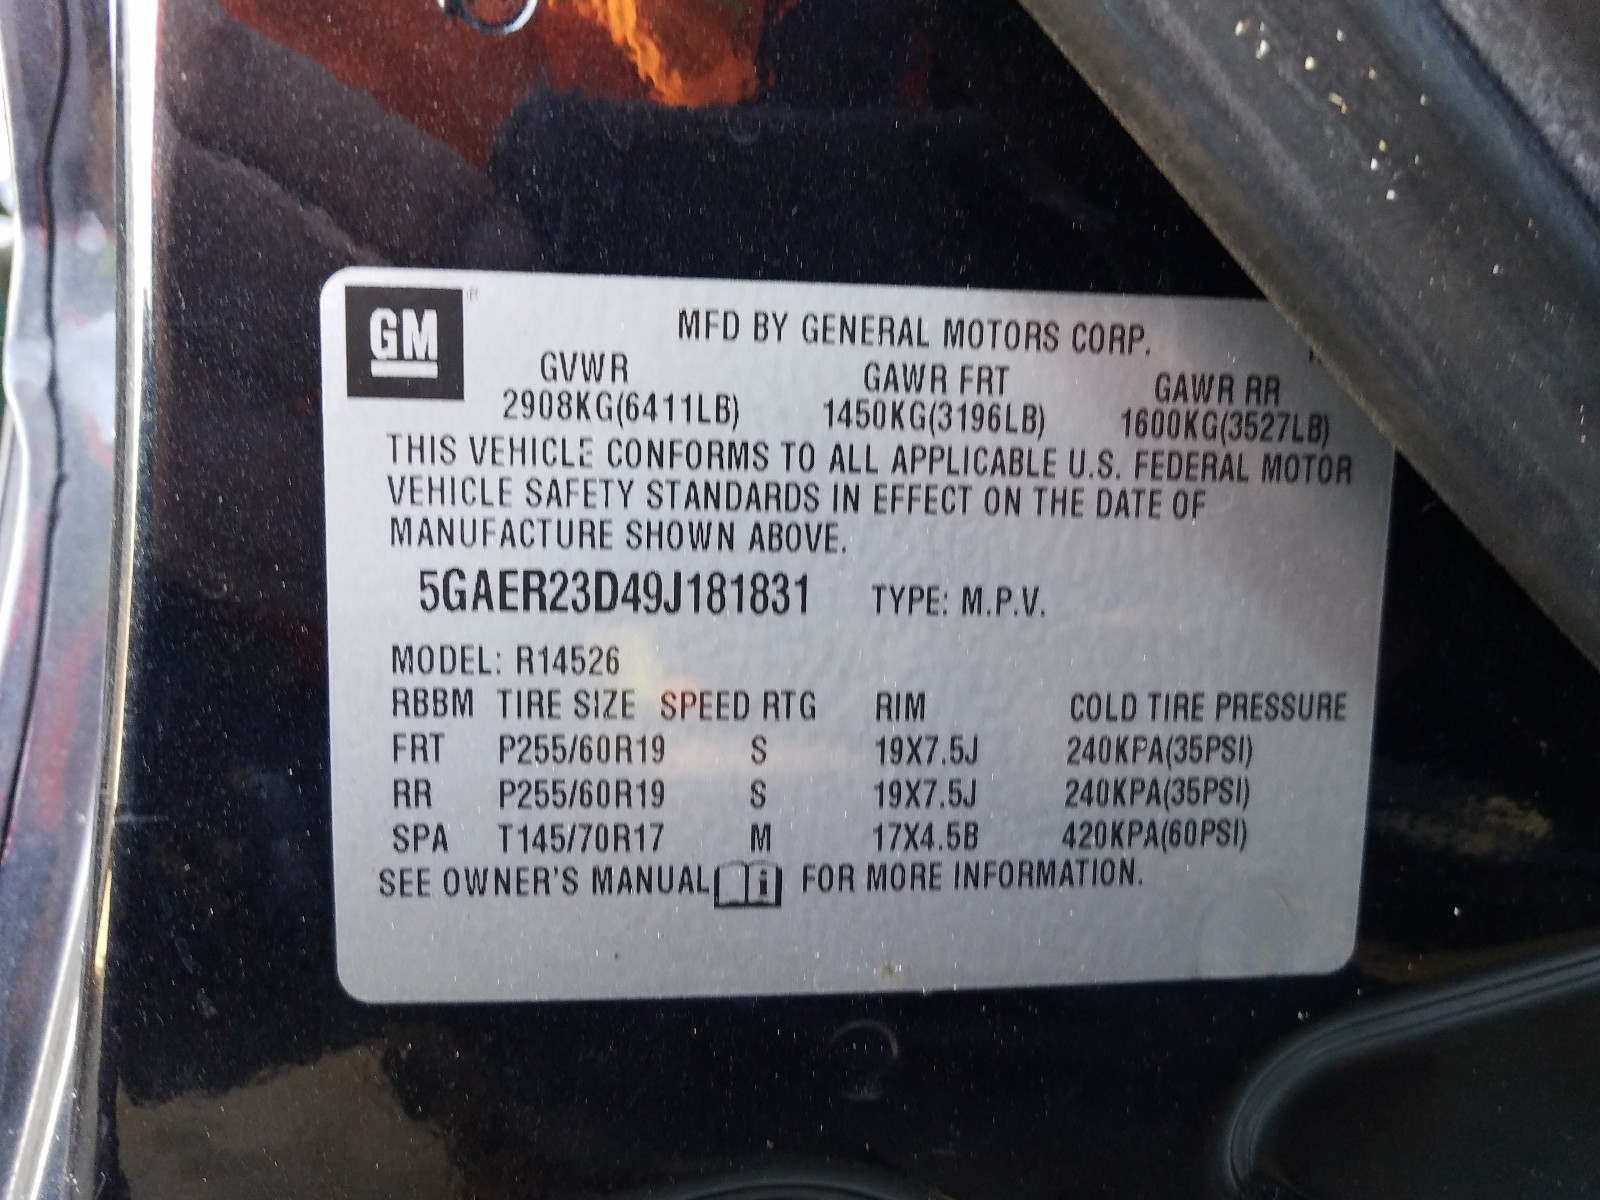 GM
MFD BY GENERAL MOTORS CORP.
GVWR GAWR FRT GAWR RR
2908KG(6411LB) 1450KG(3196LB) 1600KG(3527LB)
THIS VEHICLE CONFORMS TO ALL APPLICABLE U.S. FEDERAL MOTOR
VEHICLE SAFETY STANDARDS IN EFFECT ON THE DATE OF
MANUFACTURE SHOWN ABOVE.
5GAER23D49J181831 TYPE: M.P.V.
MODEL: R14526
RBBM TIRE SIZE SPEED RTG RIM COLD TIRE PRESSURE
FRT P255/60R19 S 19X7.5J 240KPA(35PSI)
RR P255/60R19 S 19X7.5J 240KPA(35PSI)
SPA T145/70R17 M 17X4.5B 420KPA(60PSI)
SEE OWNER'S MANUAL i FOR MORE INFORMATION.